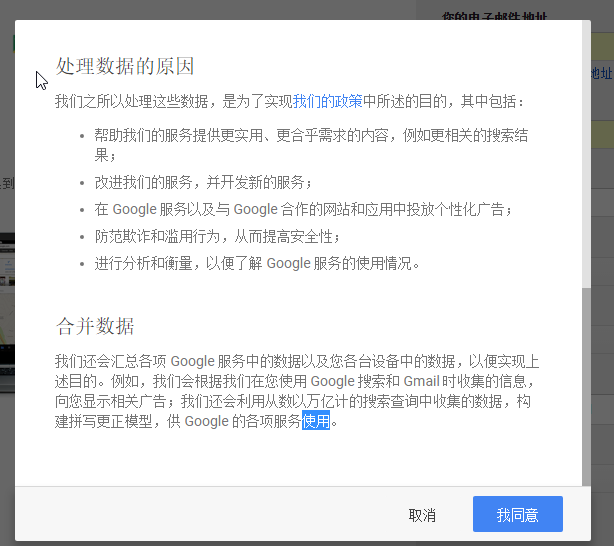 您的电子邮件地址
处理数据的原因
地址
我们之所以处理这些数据，是为了实现我们的政策中所述的目的，其中包括：
帮助我们的服务提供更实用、更合乎需求的内容，例如更相关的搜索结
果；
改进我们的服务，并开发新的服务；
到
在 Google 服务以及与 Google 合作的网站和应用中投放个性化广告；
防范欺诈和滥用行为，从而提高安全性；
进行分析和衡量，以便了解 Google 服务的使用情况。
合并数据
我们还会汇总各项 Google 服务中的数据以及您各台设备中的数据，以便实现上
述目的。例如，我们会根据我们在您使用 Google 搜索和 Gmail 时收集的信息，
向您显示相关广告；我们还会利用从数以万亿计的搜索查询中收集的数据，构
建拼写更正模型，供 Google 的各项服务使用。
取消
我同意